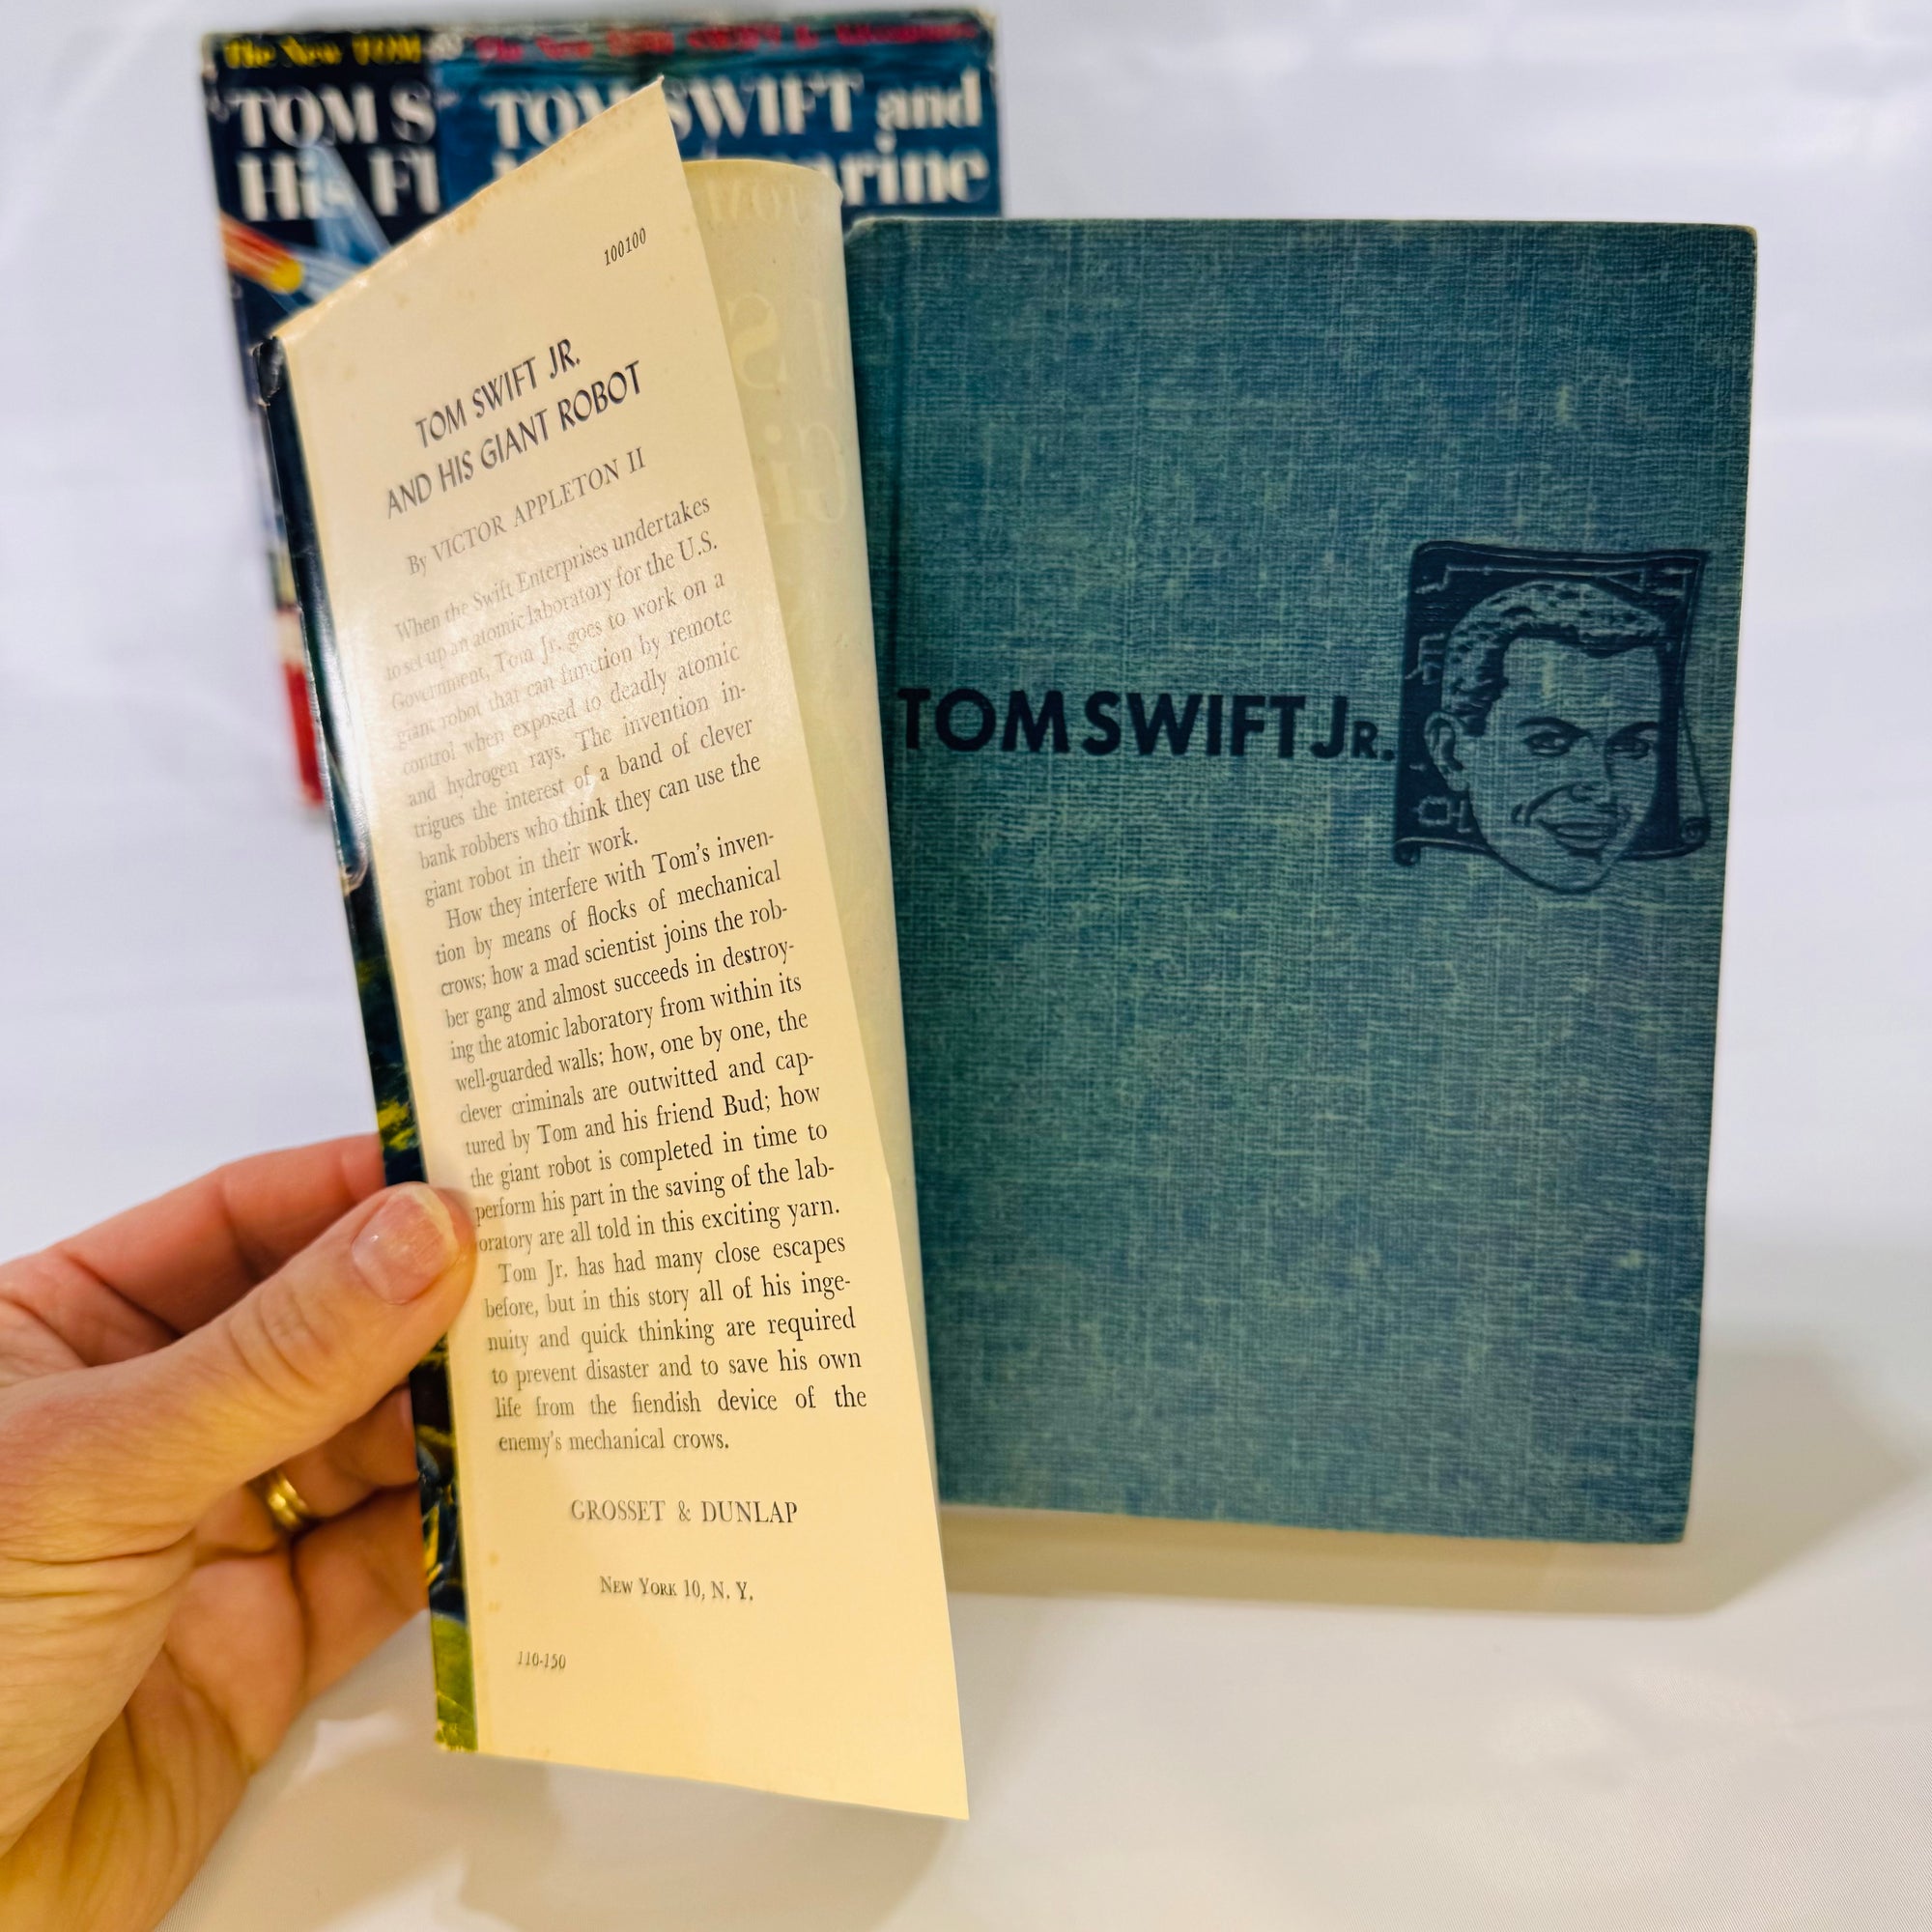 The New TOM
TOM S
His Fl
The New TOM SWIFT Jr. Adventures
TOM SWIFT and
marine
100100
TOM SWIFT JR.
AND HIS GIANT ROBOT
By VICTOR APPLETON II
When the Swift Enterprises undertakes
to set up an atomic laboratory for the U.S.
Government, Tom Jr. goes to work on a
giant robot that can function by remote
control when exposed to deadly atomic
and hydrogen rays. The invention in-
trigues the interest of a band of clever
bank robbers who think they can use the
giant robot in their work.
How they interfere with Tom's inven-
tion by means of flocks of mechanical
crows; how a mad scientist joins the rob-
ber gang and almost succeeds in destroy-
ing the atomic laboratory from within its
well-guarded walls; how, one by one, the
clever criminals are outwitted and cap-
tured by Tom and his friend Bud; how
the giant robot is completed in time to
perform his part in the saving of the lab-
oratory are all told in this exciting yarn.
Tom Jr. has had many close escapes
before, but in this story all of his inge-
nuity and quick thinking are required
to prevent disaster and to save his own
life from the fiendish device of the
enemy's mechanical crows.
GROSSET & DUNLAP
NEW YORK 10, N. Y.
110-150
TOM SWIFT JR.